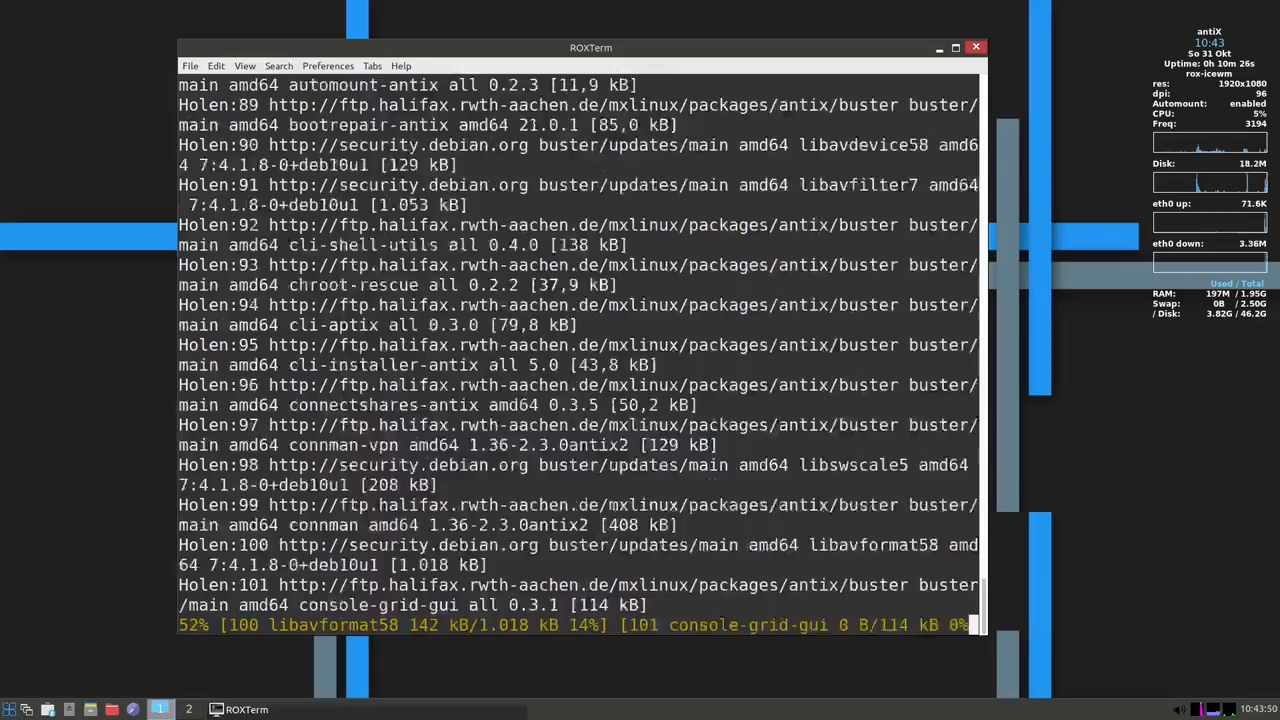 ROXTerm
File Edit View Search Preferences Tabs Help
main amd64 automount-antix all 0.2.3 [11,9 kB]
Holen:89 http://ftp.halifax.rwth-aachen.de/mxlinux/packages/antix/buster buster/
main amd64 bootrepair-antix amd64 21.0.1 [85,0 kB]
Holen:90 http://security.debian.org buster/updates/main amd64 libavdevice58 amd6
4 7:4.1.8-0+deb10u1 [129 kB]
Holen:91 http://security.debian.org buster/updates/main amd64 libavfilter7 amd64
7:4.1.8-0+deb10u1 [1.053 kB]
Holen:92 http://ftp.halifax.rwth-aachen.de/mxlinux/packages/antix/buster buster/
main amd64 cli-shell-utils all 0.4.0 [138 kB]
Holen:93 http://ftp.halifax.rwth-aachen.de/mxlinux/packages/antix/buster buster/
main amd64 chroot-rescue all 0.2.2 [37,9 kB]
Holen:94 http://ftp.halifax.rwth-aachen.de/mxlinux/packages/antix/buster buster/
main amd64 cli-aptix all 0.3.0 [79,8 kB]
Holen:95 http://ftp.halifax.rwth-aachen.de/mxlinux/packages/antix/buster buster/
main amd64 cli-installer-antix all 5.0 [43,8 kB]
Holen:96 http://ftp.halifax.rwth-aachen.de/mxlinux/packages/antix/buster buster/
main amd64 connectshares-antix amd64 0.3.5 [50,2 kB]
Holen:97 http://ftp.halifax.rwth-aachen.de/mxlinux/packages/antix/buster buster/
main amd64 connman-vpn amd64 1.36-2.3.0antix2 [129 kB]
Holen:98 http://security.debian.org buster/updates/main amd64 libswscale5 amd64
7:4.1.8-0+deb10u1 [208 kB]
Holen:99 http://ftp.halifax.rwth-aachen.de/mxlinux/packages/antix/buster buster/
main amd64 connman amd64 1.36-2.3.0antix2 [408 kB]
Holen:100 http://security.debian.org buster/updates/main amd64 libavformat58 amd
64 7:4.1.8-0+deb10u1 [1.018 kB]
Holen:101 http://ftp.halifax.rwth-aachen.de/mxlinux/packages/antix/buster buster
/main amd64 console-grid-gui all 0.3.1 [114 kB]
52% [100 libavformat58 142 kB/1.018 kB 14%] [101 console-grid-gui 0 B/114 kB 0%
antiX
10:43
So 31 Okt
Uptime: 0h 10m 26s
rox-icewm
res: 1920x1080
dpi: 96
Automount: enabled
CPU: 5%
Freq: 3194
Disk: 18.2M
eth0 up: 71.6K
eth0 down: 3.36M
Used / Total
RAM: 197M / 1.95G
Swap: 0B / 2.50G
/ Disk: 3.82G / 46.2G
1 2 ROXTerm 10:43:50